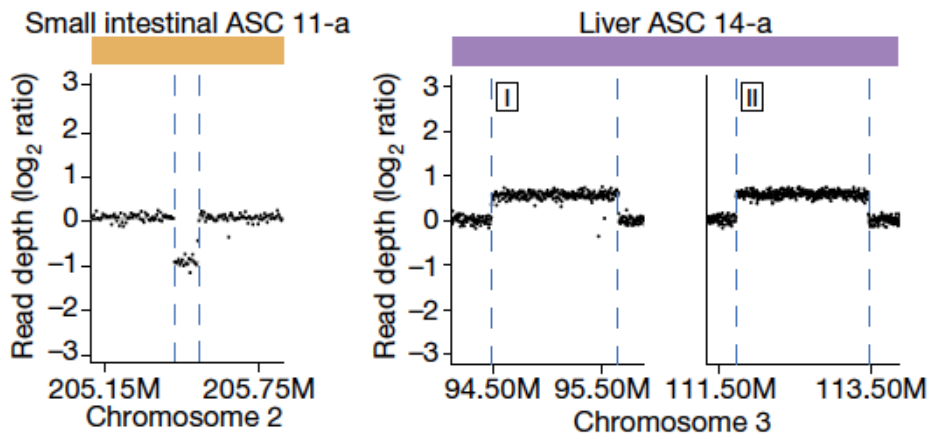 Small intestinal ASC 11-a
Read depth (log2 ratio)
3
2
1
0
−1
−2
−3
205.15M 205.75M
Chromosome 2
Liver ASC 14-a
Read depth (log2 ratio)
3
2
1
0
−1
−2
−3
I
II
94.50M 95.50M 111.50M 113.50M
Chromosome 3